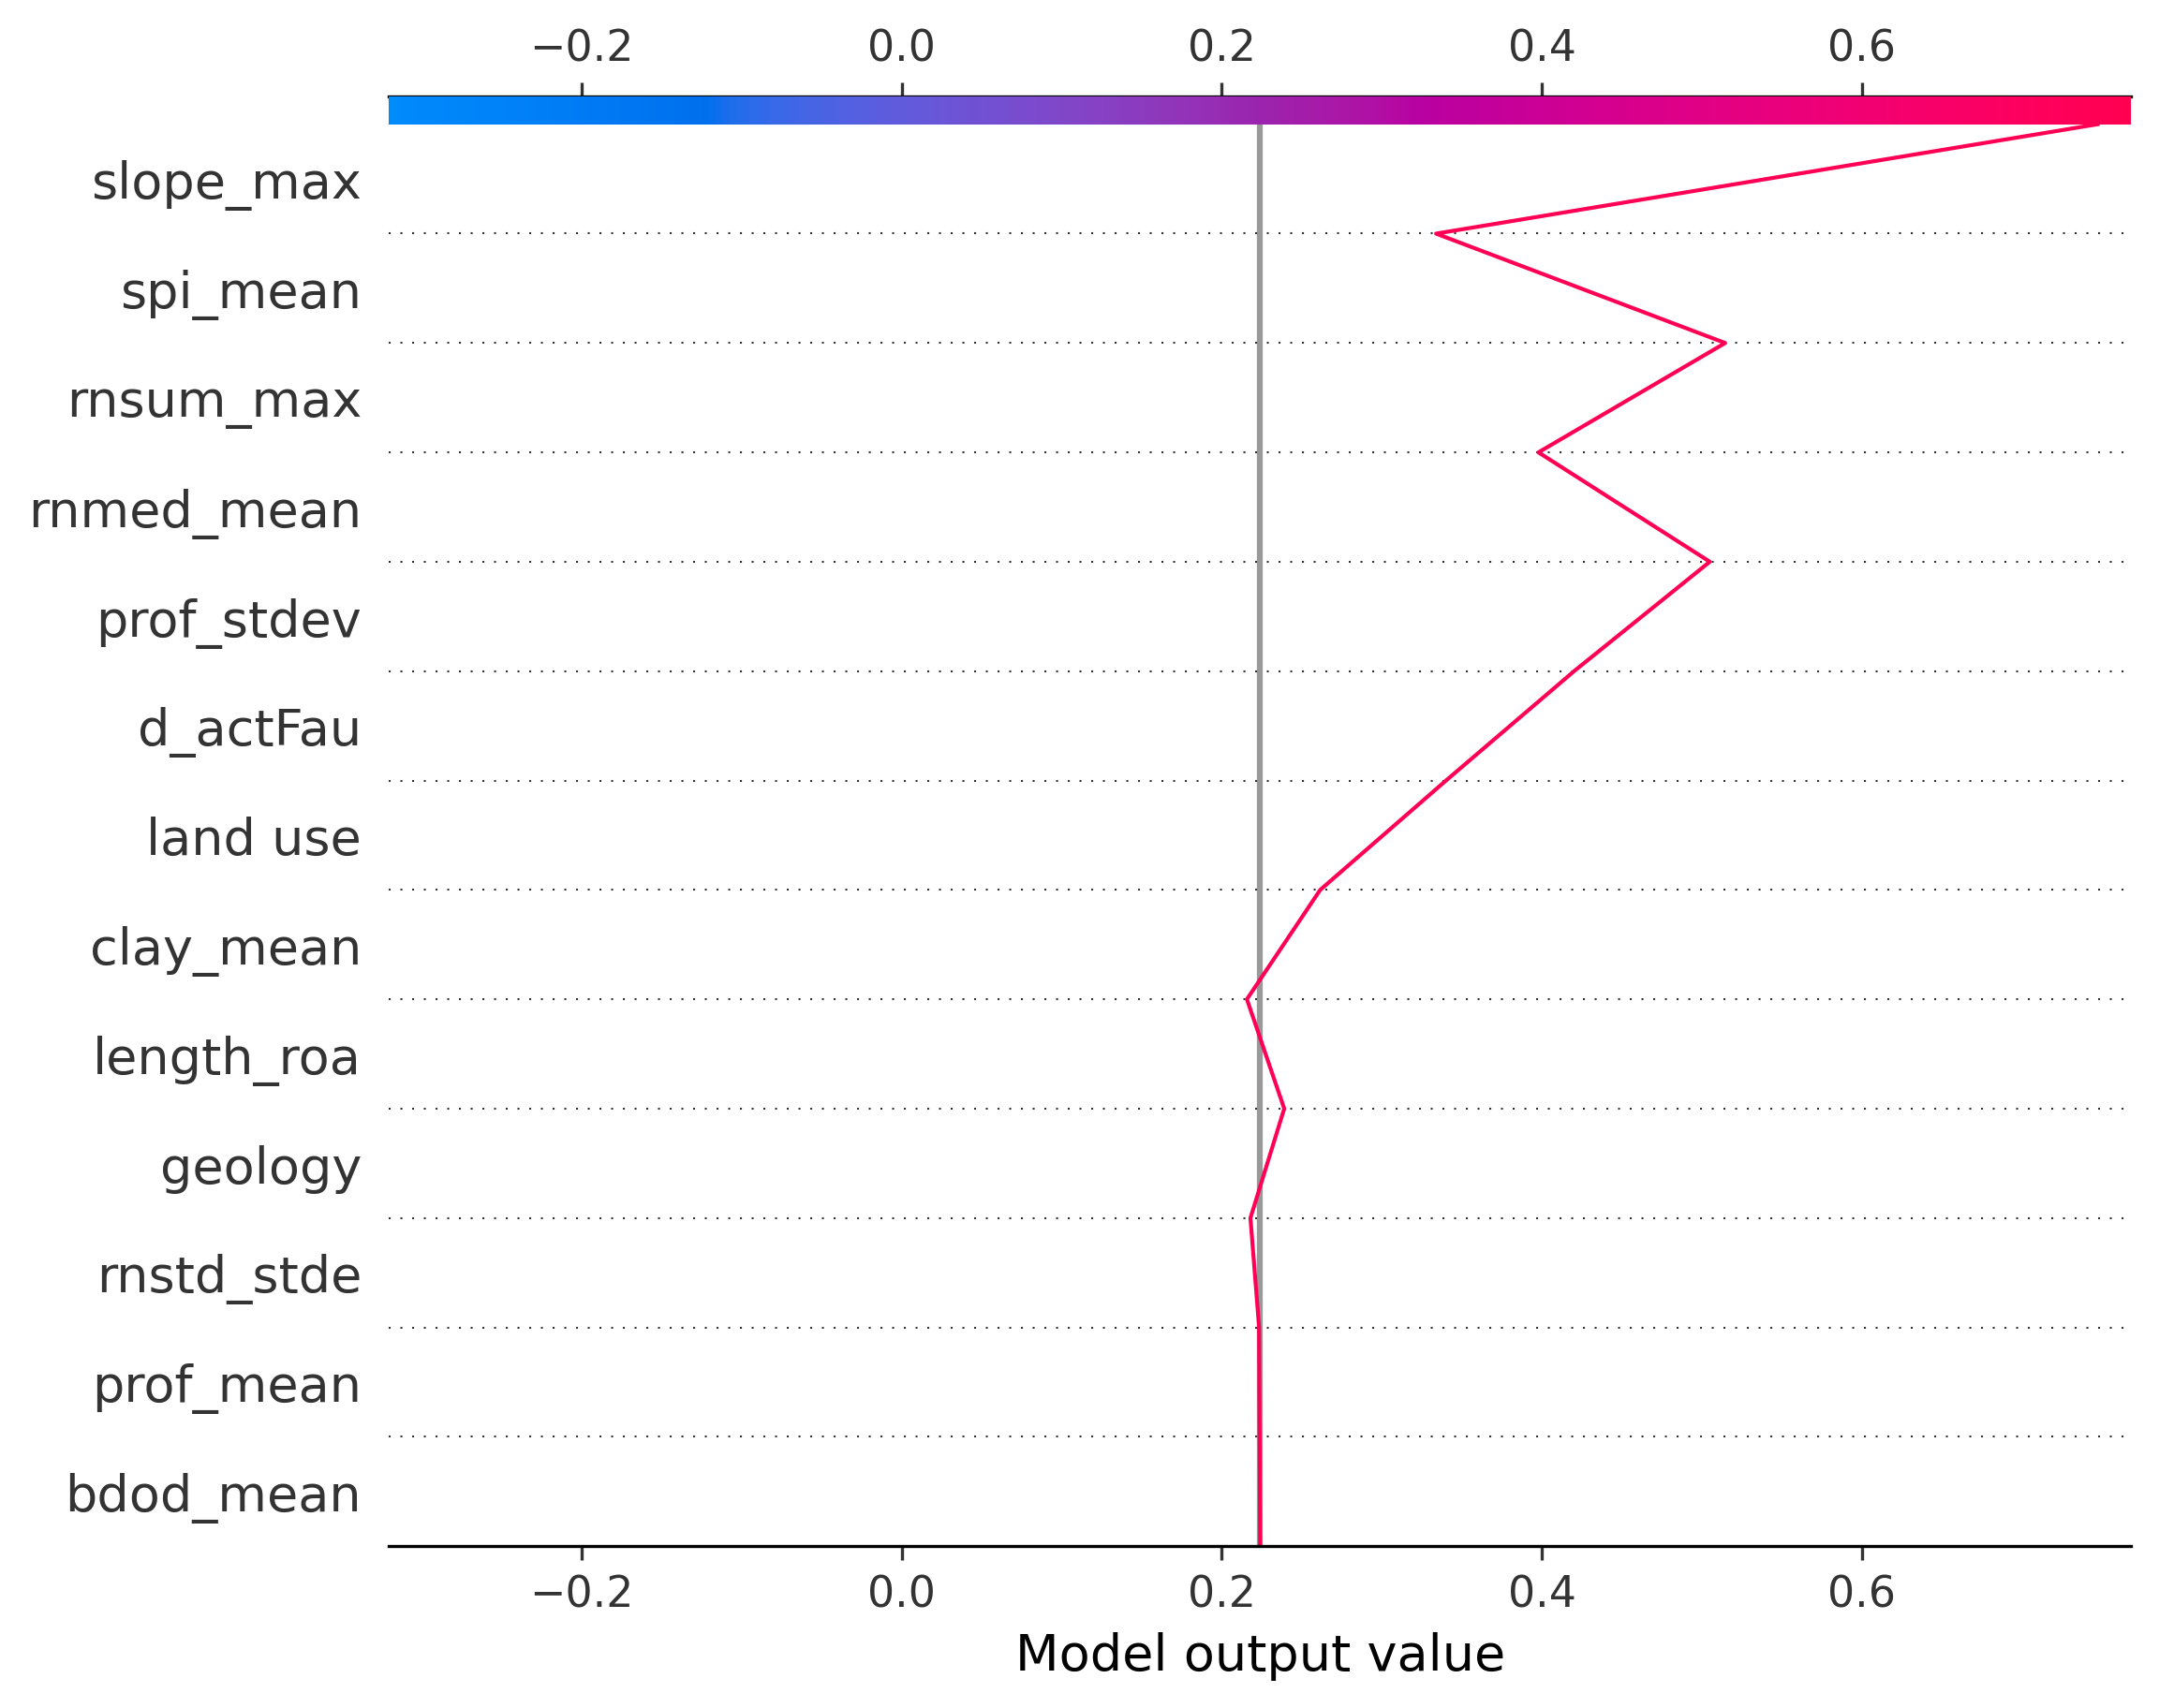 −0.2 0.0 0.2 0.4 0.6
slope_max
spi_mean
rnsum_max
rnmed_mean
prof_stdev
d_actFau
land use
clay_mean
length_roa
geology
rnstd_stde
prof_mean
bdod_mean
−0.2 0.0 0.2 0.4 0.6
Model output value